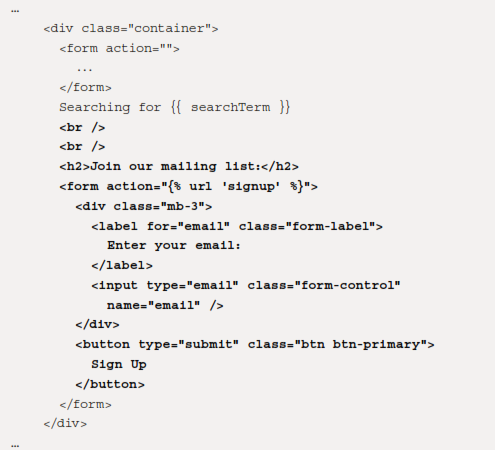 …
<div class="container">
<form action="">
...
</form>
Searching for {{ searchTerm }}
<br />
<br />
<h2>Join our mailing list:</h2>
<form action="{% url 'signup' %}">
<div class="mb-3">
<label for="email" class="form-label">
Enter your email:
</label>
<input type="email" class="form-control"
name="email" />
</div>
<button type="submit" class="btn btn-primary">
Sign Up
</button>
</form>
</div>
…